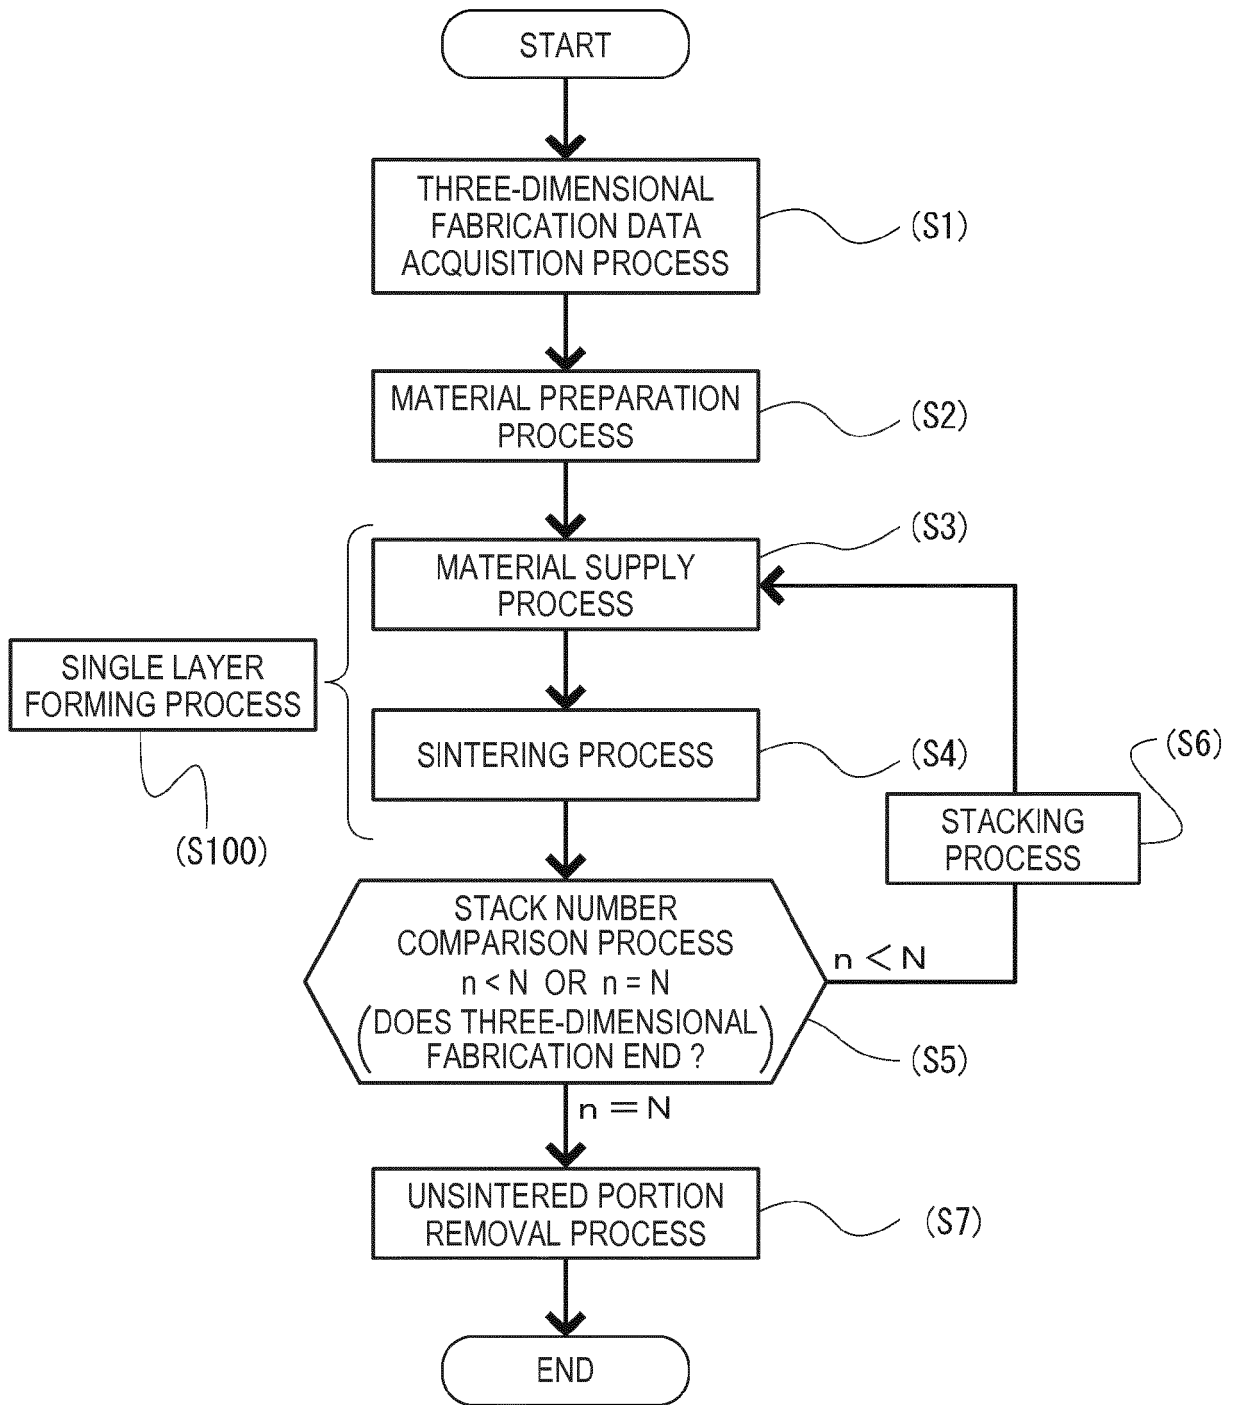 START
THREE-DIMENSIONAL
FABRICATION DATA
ACQUISITION PROCESS
(S1)
MATERIAL PREPARATION
PROCESS
(S2)
MATERIAL SUPPLY
PROCESS
(S3)
SINGLE LAYER
FORMING PROCESS
(S100)
SINTERING PROCESS
(S4)
STACKING
PROCESS
(S6)
STACK NUMBER
COMPARISON PROCESS
n < N OR n = N
(DOES THREE-DIMENSIONAL
FABRICATION END ?)
n < N
(S5)
n = N
UNSINTERED PORTION
REMOVAL PROCESS
(S7)
END